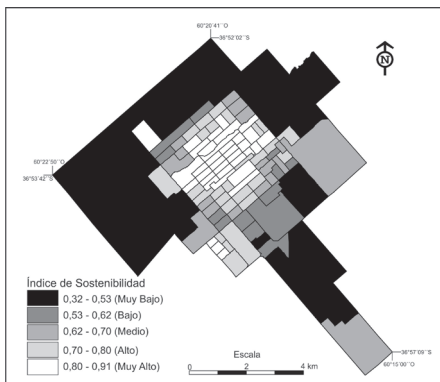 60°20´41´´O
36°52´02´´S
N
60°22´50´´O
36°53´42´´S
Índice de Sostenibilidad
0,32 - 0,53 (Muy Bajo)
0,53 - 0,62 (Bajo)
0,62 - 0,70 (Medio)
0,70 - 0,80 (Alto)
0,80 - 0,91 (Muy Alto)
Escala
0 2 4 km
36°57´09´´S
60°15´00´´O